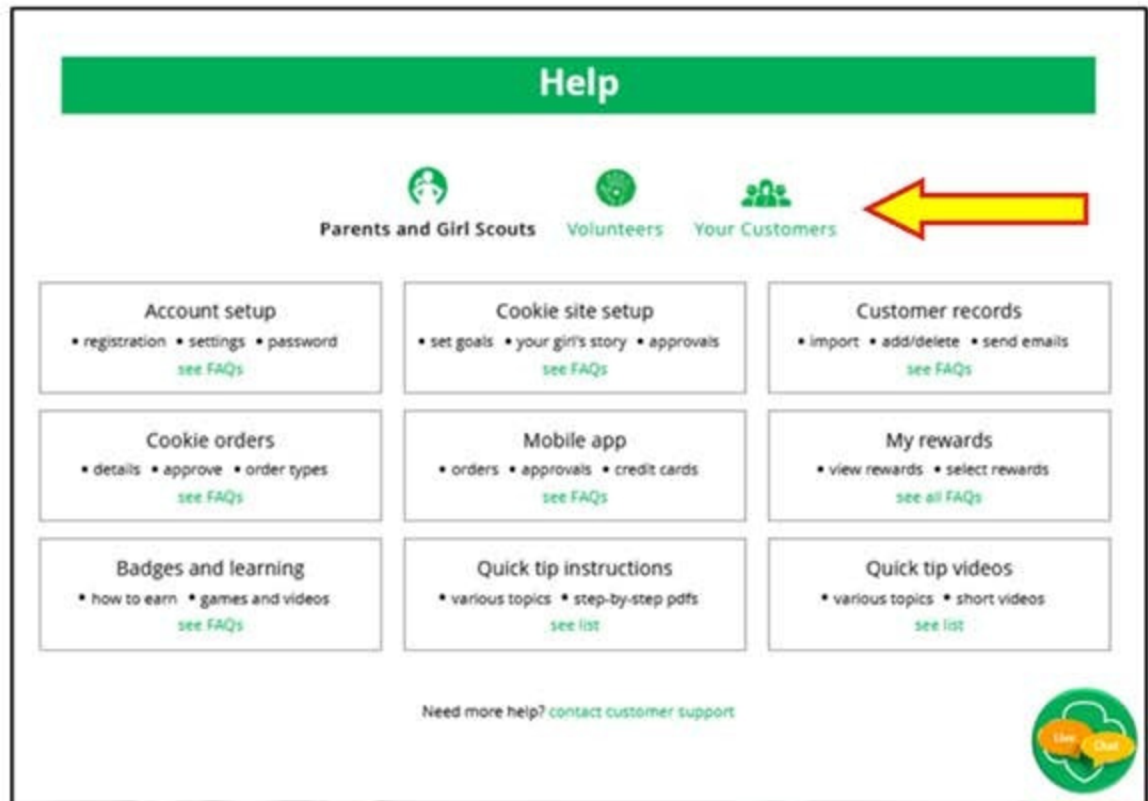 Help
Parents and Girl Scouts Volunteers Your Customers
Account setup
• registration • settings • password
see FAQs
Cookie site setup
• set goals • your girl's story • approvals
see FAQs
Customer records
• import • add/delete • send emails
see FAQs
Cookie orders
• details • approve • order types
see FAQs
Mobile app
• orders • approvals • credit cards
see FAQs
My rewards
• view rewards • select rewards
see all FAQs
Badges and learning
• how to earn • games and videos
see FAQs
Quick tip instructions
• various topics • step-by-step pdfs
see list
Quick tip videos
• various topics • short videos
see list
Need more help? contact customer support
Live
Chat